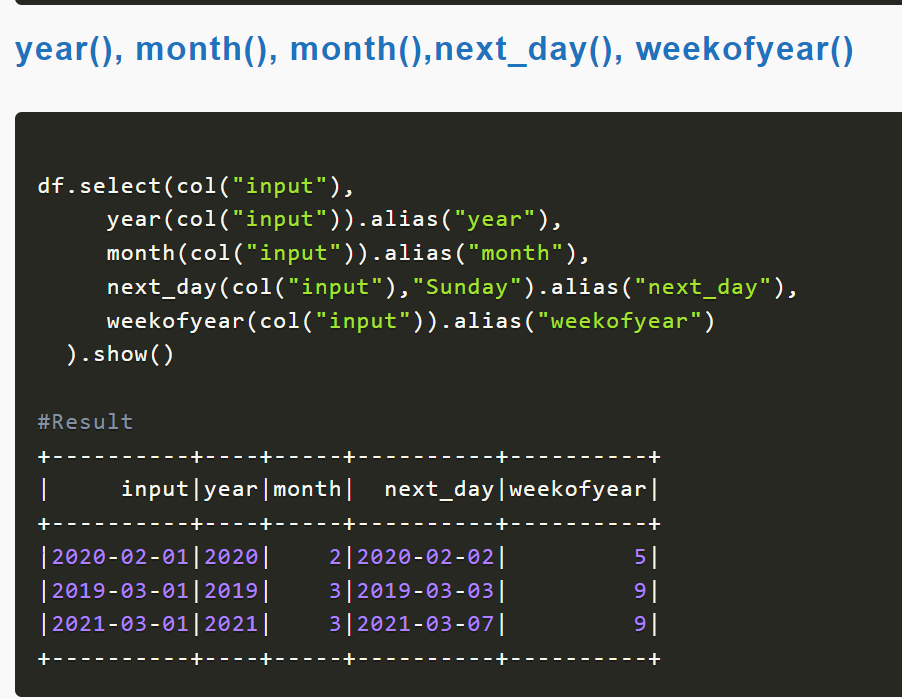 year(), month(), month(),next_day(), weekofyear()
df.select(col("input"),
     year(col("input")).alias("year"),
     month(col("input")).alias("month"),
     next_day(col("input"),"Sunday").alias("next_day"),
     weekofyear(col("input")).alias("weekofyear")
  ).show()
#Result
+----------+----+-----+----------+----------+
|     input|year|month|  next_day|weekofyear|
+----------+----+-----+----------+----------+
|2020-02-01|2020|    2|2020-02-02|         5|
|2019-03-01|2019|    3|2019-03-03|         9|
|2021-03-01|2021|    3|2021-03-07|         9|
+----------+----+-----+----------+----------+